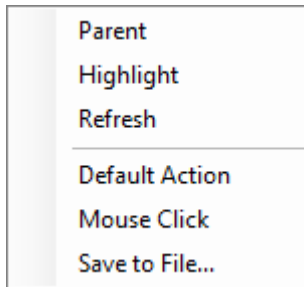 Parent
Highlight
Refresh
Default Action
Mouse Click
Save to File...